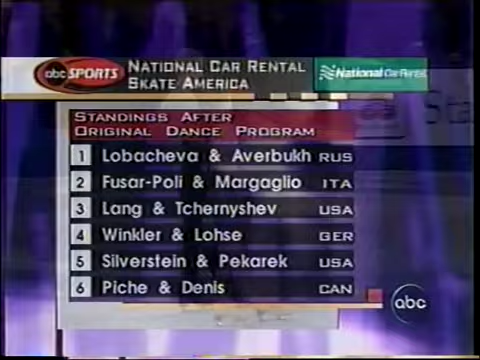 abc SPORTS
NATIONAL CAR RENTAL
SKATE AMERICA
National Car Rental
STANDINGS AFTER
ORIGINAL DANCE PROGRAM
1 Lobacheva & Averbukh RUS
2 Fusar-Poli & Margaglio ITA
3 Lang & Tchernyshev USA
4 Winkler & Lohse GER
5 Silverstein & Pekarek USA
6 Piche & Denis CAN
abc